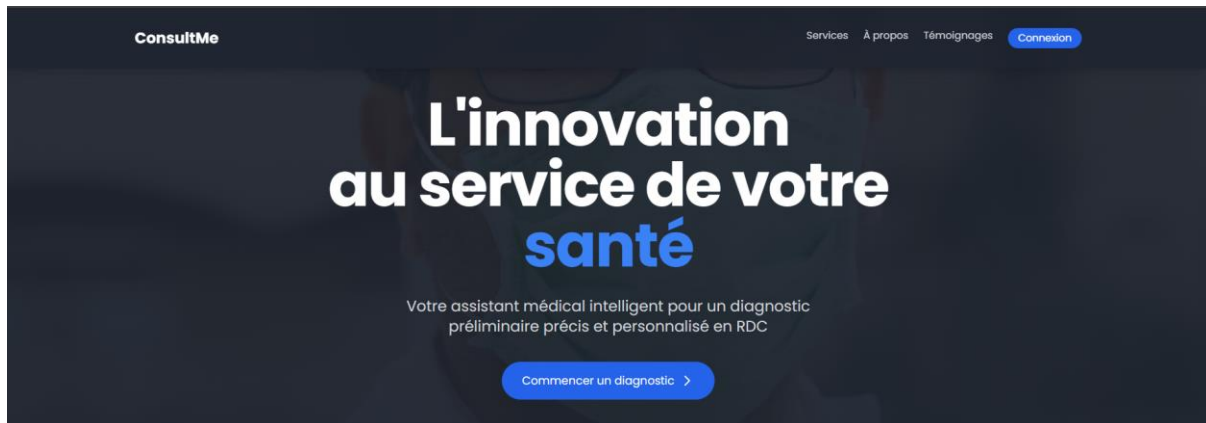 ConsultMe
Services À propos Témoignages Connexion
L'innovation
au service de votre
santé
Votre assistant médical intelligent pour un diagnostic
préliminaire précis et personnalisé en RDC
Commencer un diagnostic